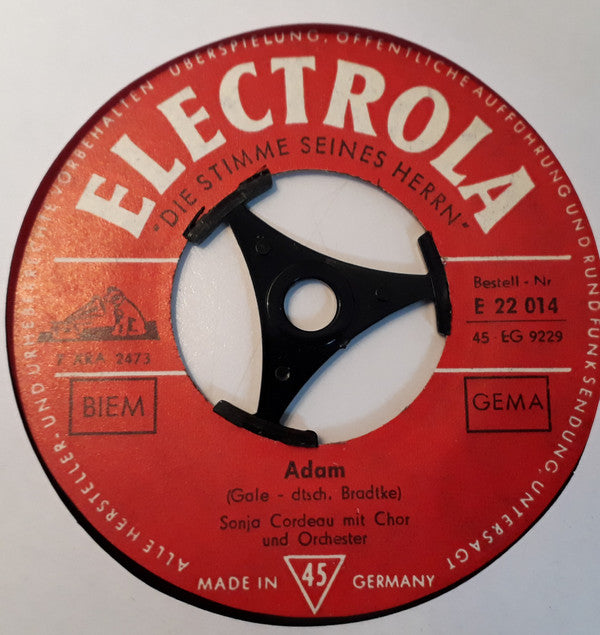 ALLE HERSTELLER- UND URHEBERRECHTE VORBEHALTEN ÜBERSPIELUNG, ÖFFENTLICHE AUFFÜHRUNG UND RUNDFUNKSENDUNG UNTERSAGT
ELECTROLA
"DIE STIMME SEINES HERRN"
Bestell - Nr
E 22 014
45 - EG 9229
ARA 2473
BIEM
GEMA
Adam
(Gale - dtsch. Bradtke)
Sonja Cordeau mit Chor
und Orchester
MADE IN 45 GERMANY